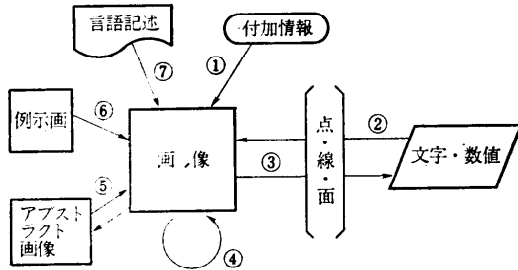 言語記述
付加情報
⑦
①
例示画
⑥
画像
②
③
点・線・面
文字・数値
⑤
アブスト
ラクト
画像
④